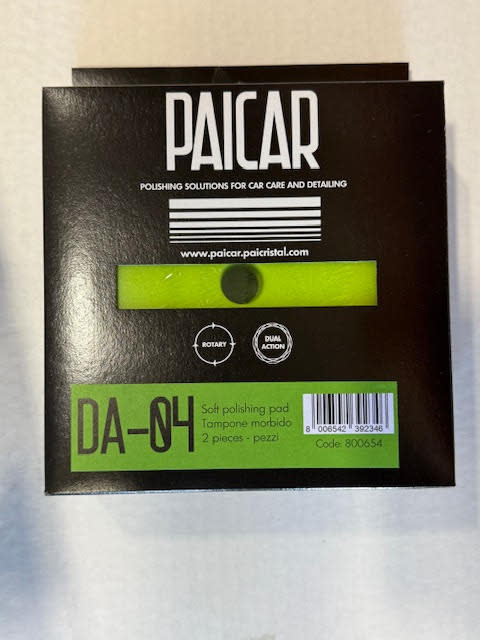 PAICAR
POLISHING SOLUTIONS FOR CAR CARE AND DETAILING
www.paicar.paicristal.com
ROTARY
DUAL
ACTION
DA-04
Soft polishing pad
Tampone morbido
2 pieces - pezzi
8 006542 392346
Code: 800654